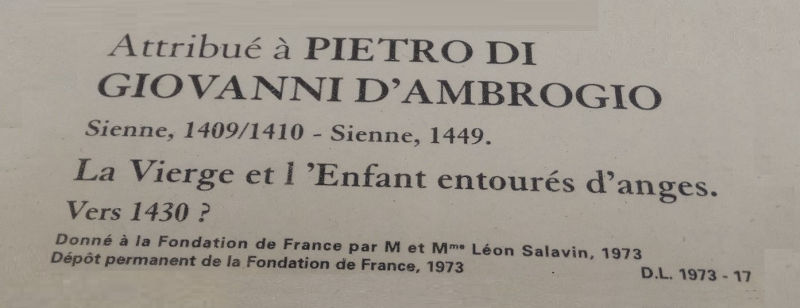 Attribué à PIETRO DI
GIOVANNI D'AMBROGIO
Sienne, 1409/1410 - Sienne, 1449.
La Vierge et l 'Enfant entourés d'anges.
Vers 1430 ?
Donné à la Fondation de France par M et Mme Léon Salavin, 1973
Dépôt permanent de la Fondation de France, 1973
D.L. 1973 - 17